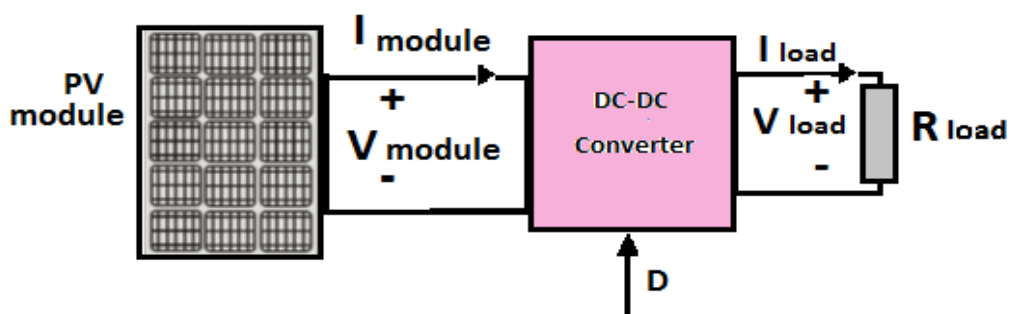 PV
module
I module
+
V module
-
DC-DC
Converter
I load
+
V load
-
R load
D